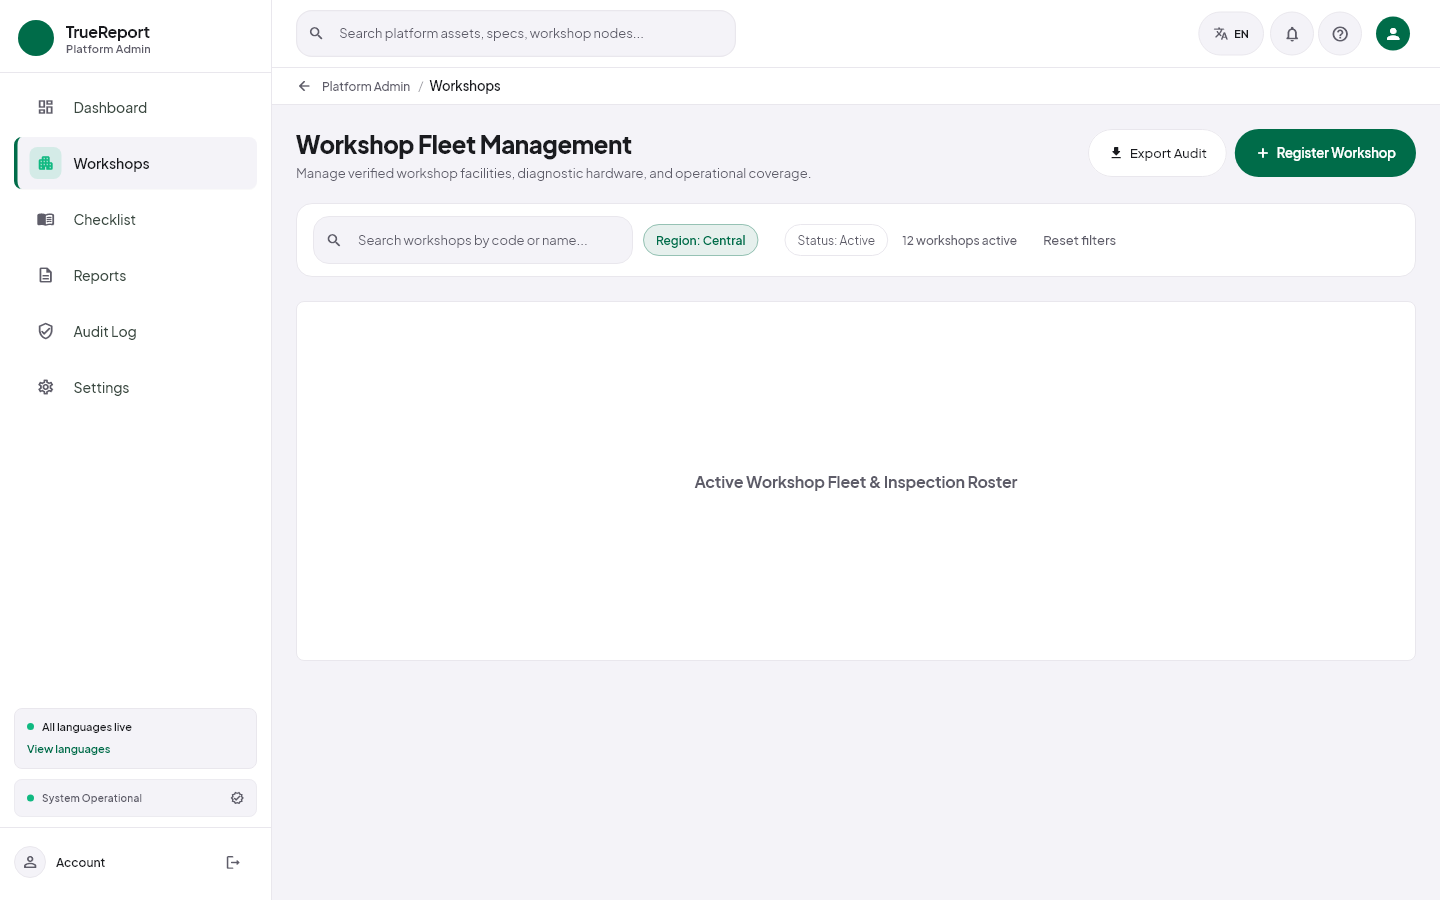 TrueReport
Platform Admin
Dashboard
Workshops
Checklist
Reports
Audit Log
Settings
All languages live
View languages
System Operational
Account
Search platform assets, specs, workshop nodes...
EN
Platform Admin / Workshops
Workshop Fleet Management
Manage verified workshop facilities, diagnostic hardware, and operational coverage.
Export Audit
Register Workshop
Search workshops by code or name...
Region: Central
Status: Active
12 workshops active
Reset filters
Active Workshop Fleet & Inspection Roster